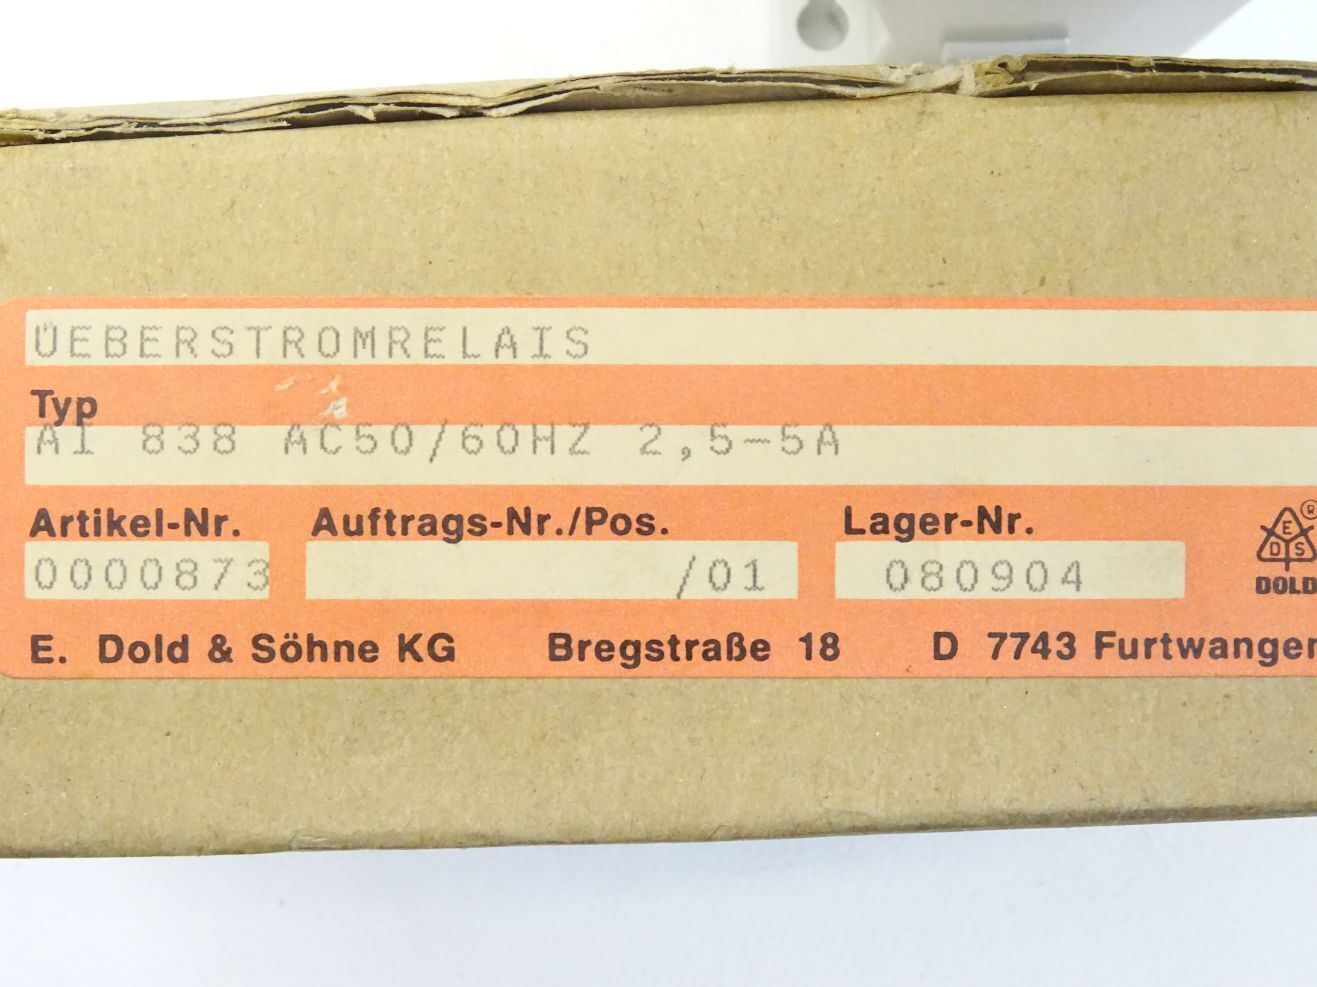 ÜEBERSTROMRELAIS
Typ
AI 838 AC50/60HZ 2,5-5A
Artikel-Nr. Auftrags-Nr./Pos. Lager-Nr.
0000873 /01 080904
E D S ®
DOLD
E. Dold & Söhne KG Bregstraße 18 D 7743 Furtwangen